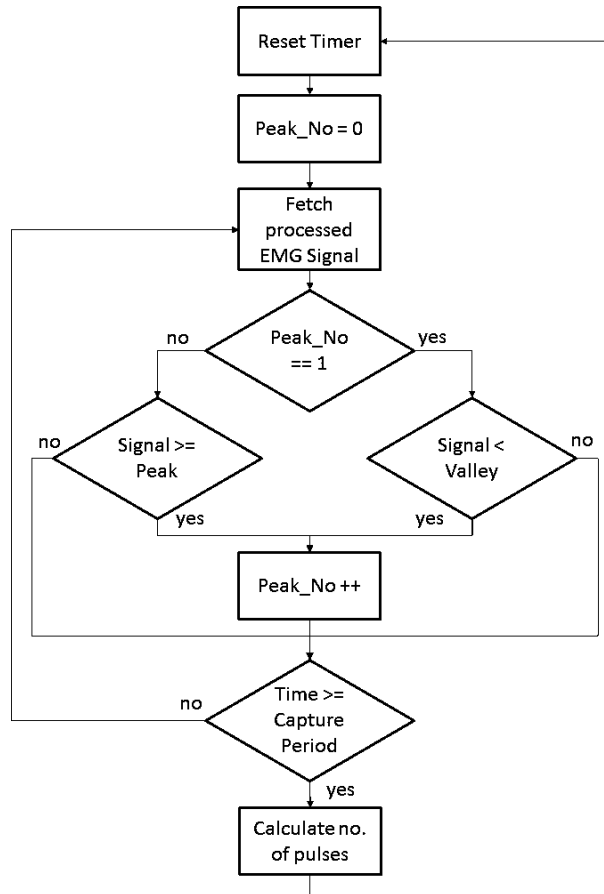 Reset Timer
Peak_No = 0
Fetch
processed
EMG Signal
no
Peak_No
== 1
yes
no
Signal >=
Peak
yes
Signal <
Valley
no
yes
Peak_No ++
no
Time >=
Capture
Period
yes
Calculate no.
of pulses